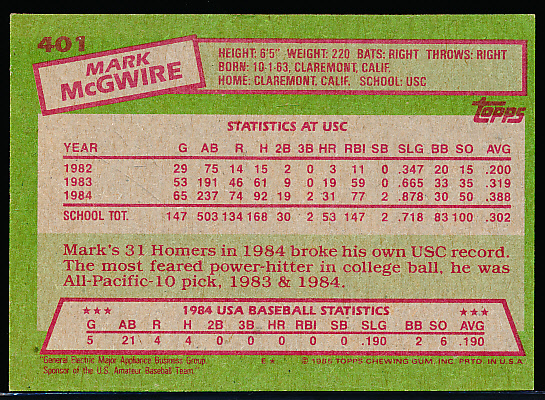 401
MARK
McGWIRE
HEIGHT: 6'5" WEIGHT: 220 BATS: RIGHT THROWS: RIGHT
BORN: 10-1-63, CLAREMONT, CALIF.
HOME: CLAREMONT, CALIF. SCHOOL: USC
TOPPS
STATISTICS AT USC
YEAR G AB R H 2B 3B HR RBI SB SLG BB SO AVG
1982 29 75 14 15 2 0 3 11 0 .347 20 15 .200
1983 53 191 46 61 9 0 19 59 0 .665 33 35 .319
1984 65 237 74 92 19 2 31 77 2 .878 30 50 .388
SCHOOL TOT. 147 503 134 168 30 2 53 147 2 .718 83 100 .302
Mark's 31 Homers in 1984 broke his own USC record.
The most feared power-hitter in college ball, he was
All-Pacific-10 pick, 1983 & 1984.
★★★ 1984 USA BASEBALL STATISTICS ★★★
G AB R H 2B 3B HR RBI SB SLG BB SO AVG
5 21 4 4 0 0 0 0 0 .190 2 6 .190
*General Electric Major Appliance Business Group
Sponsor of the U.S. Amateur Baseball Team
F★ © 1985 TOPPS CHEWING GUM, INC. PRTD. IN U.S.A.